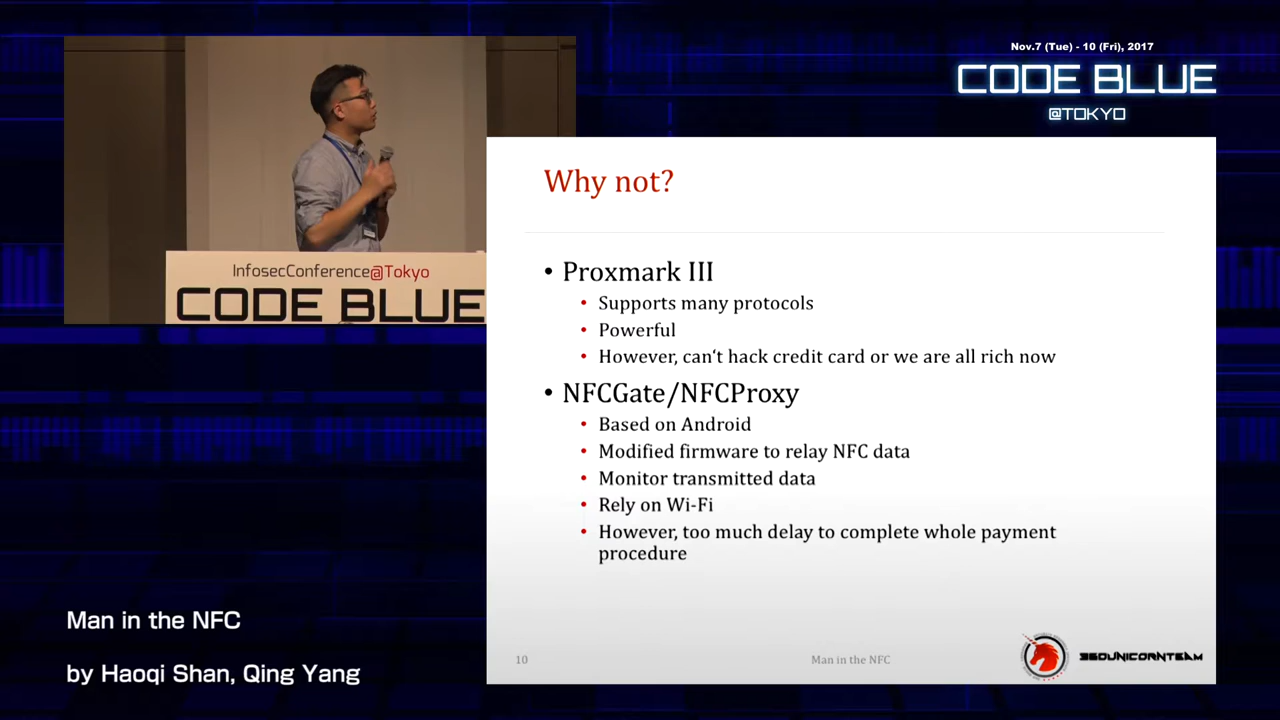 Nov.7 (Tue) - 10 (Fri), 2017
CODE BLUE
@TOKYO
InfosecConference@Tokyo
CODE BLUE
Why not?
• Proxmark III
• Supports many protocols
• Powerful
• However, can't hack credit card or we are all rich now
• NFCGate/NFCProxy
• Based on Android
• Modified firmware to relay NFC data
• Monitor transmitted data
• Rely on Wi-Fi
• However, too much delay to complete whole payment
procedure
10
Man in the NFC
360UNICORNTEAM
Man in the NFC
by Haoqi Shan, Qing Yang